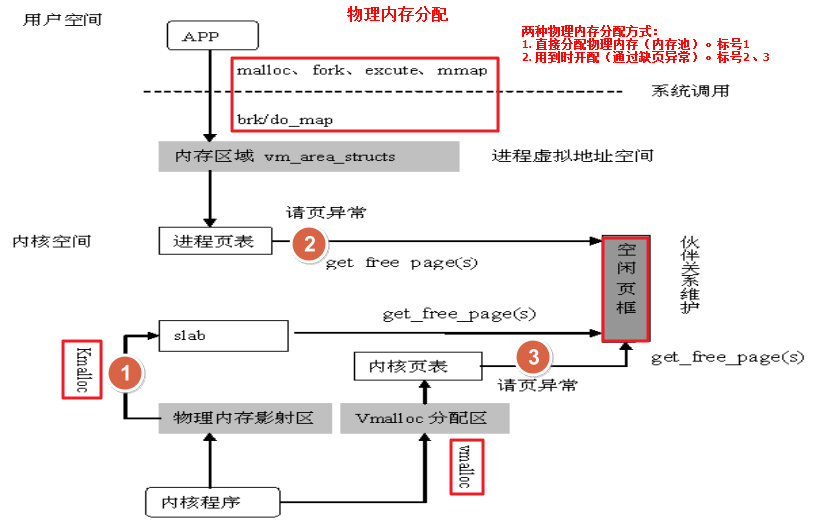 物理内存分配
用户空间
APP
两种物理内存分配方式：
1.直接分配物理内存（内存池）。标号1
2.用到时开配（通过缺页异常）。标号2、3
malloc、fork、excute、mmap
系统调用
brk/do_map
内存区域 vm_area_structs
进程虚拟地址空间
请页异常
内核空间
进程页表
2
get free page(s)
空闲页框
伙伴关系维护
get_free_page(s)
slab
Kmalloc
1
内核页表
3
请页异常
get_free_page(s)
物理内存影射区
Vmalloc 分配区
vmalloc
内核程序